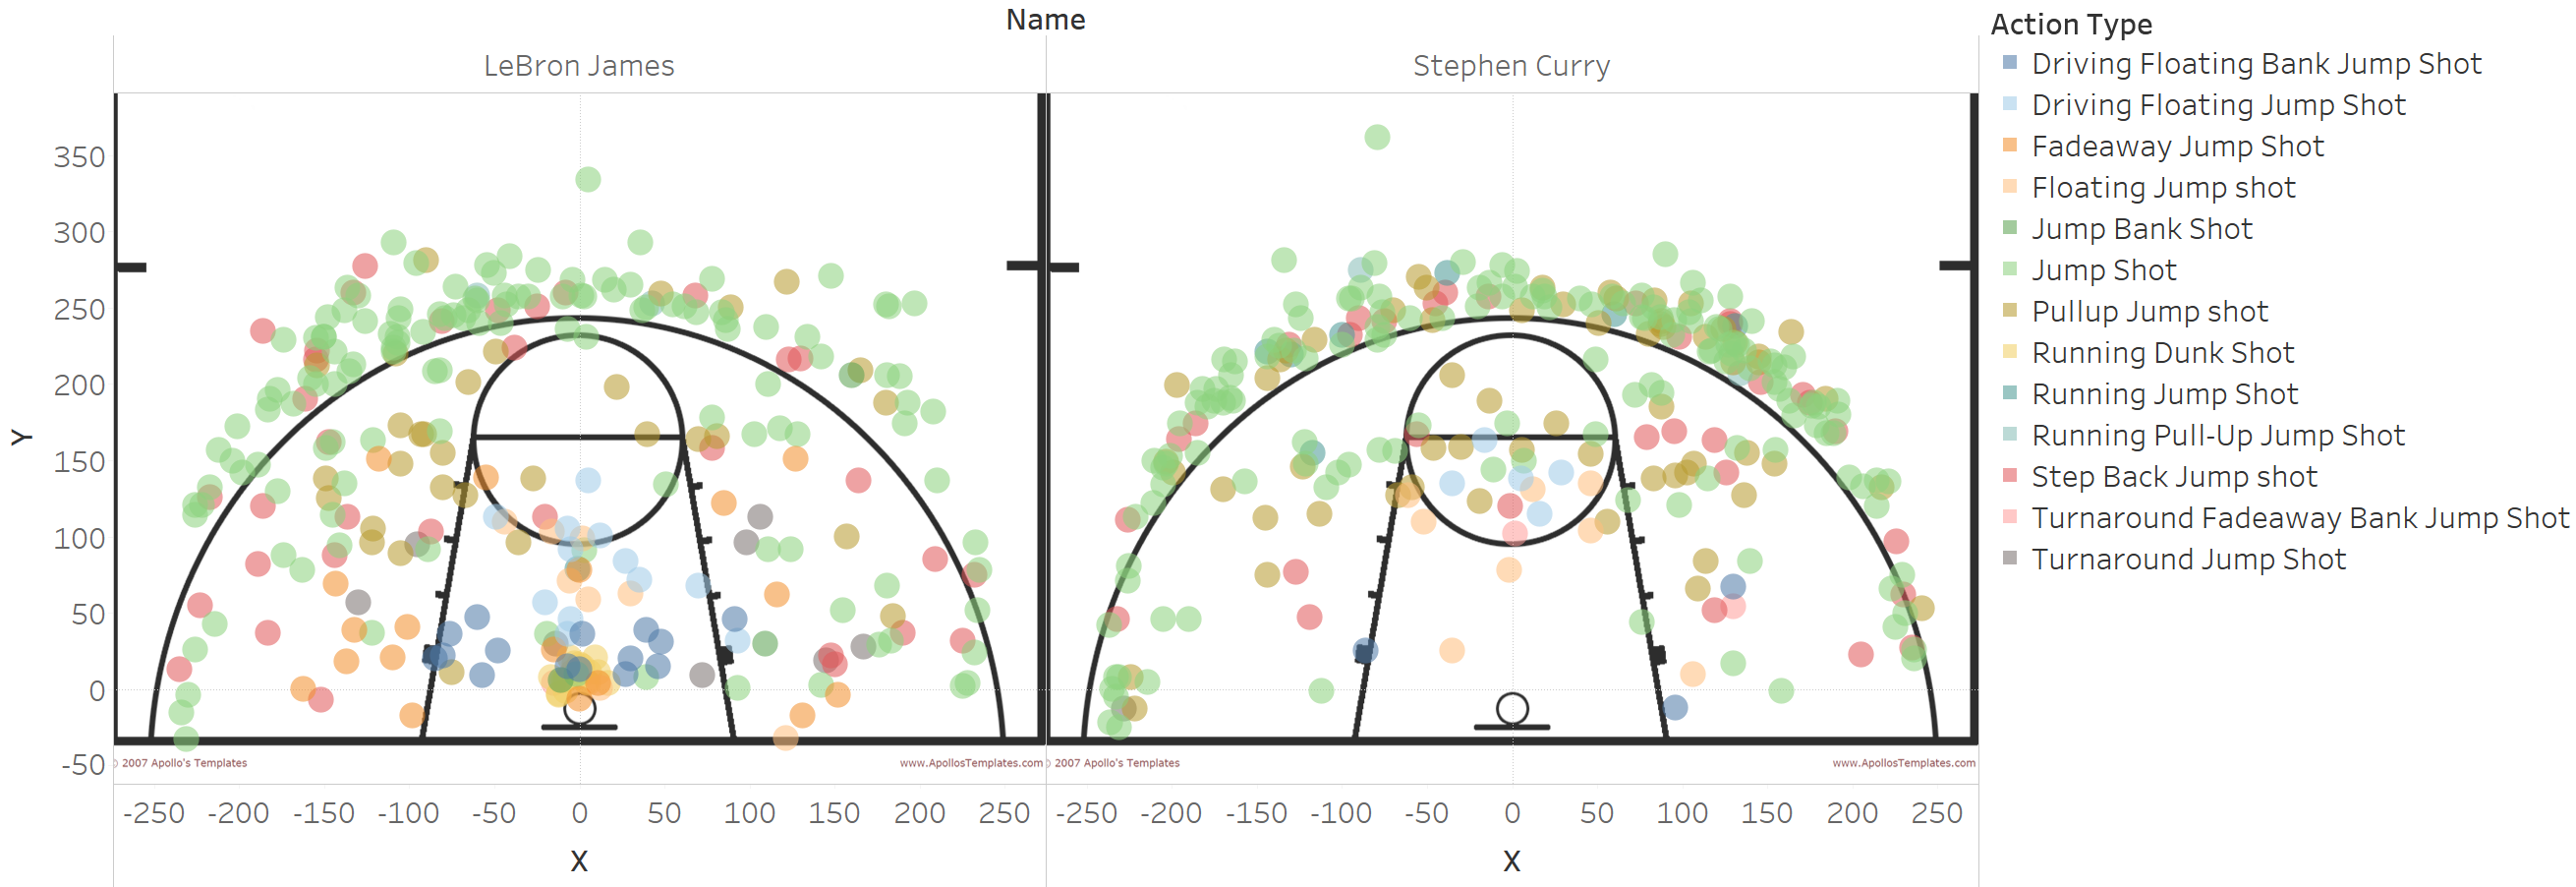 Name
LeBron James
Stephen Curry
Action Type
Driving Floating Bank Jump Shot
Driving Floating Jump Shot
Fadeaway Jump Shot
Floating Jump shot
Jump Bank Shot
Jump Shot
Pullup Jump shot
Running Dunk Shot
Running Jump Shot
Running Pull-Up Jump Shot
Step Back Jump shot
Turnaround Fadeaway Bank Jump Shot
Turnaround Jump Shot
Y
350
300
250
200
150
100
50
0
-50
© 2007 Apollo's Templates
www.ApollosTemplates.com
© 2007 Apollo's Templates
www.ApollosTemplates.com
-250 -200 -150 -100 -50 0 50 100 150 200 250
-250 -200 -150 -100 -50 0 50 100 150 200 250
X
X